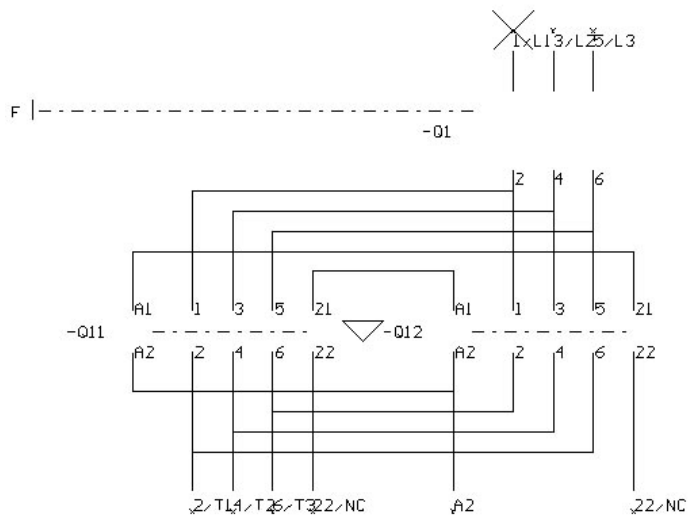 1/L1 3/L2 5/L3
F
-Q1
2 4 6
A1 1 3 5 21 A1 1 3 5 21
-Q11 -Q12
A2 2 4 6 22 A2 2 4 6 22
2/T1 4/T2 6/T3 22/NC A2 22/NC